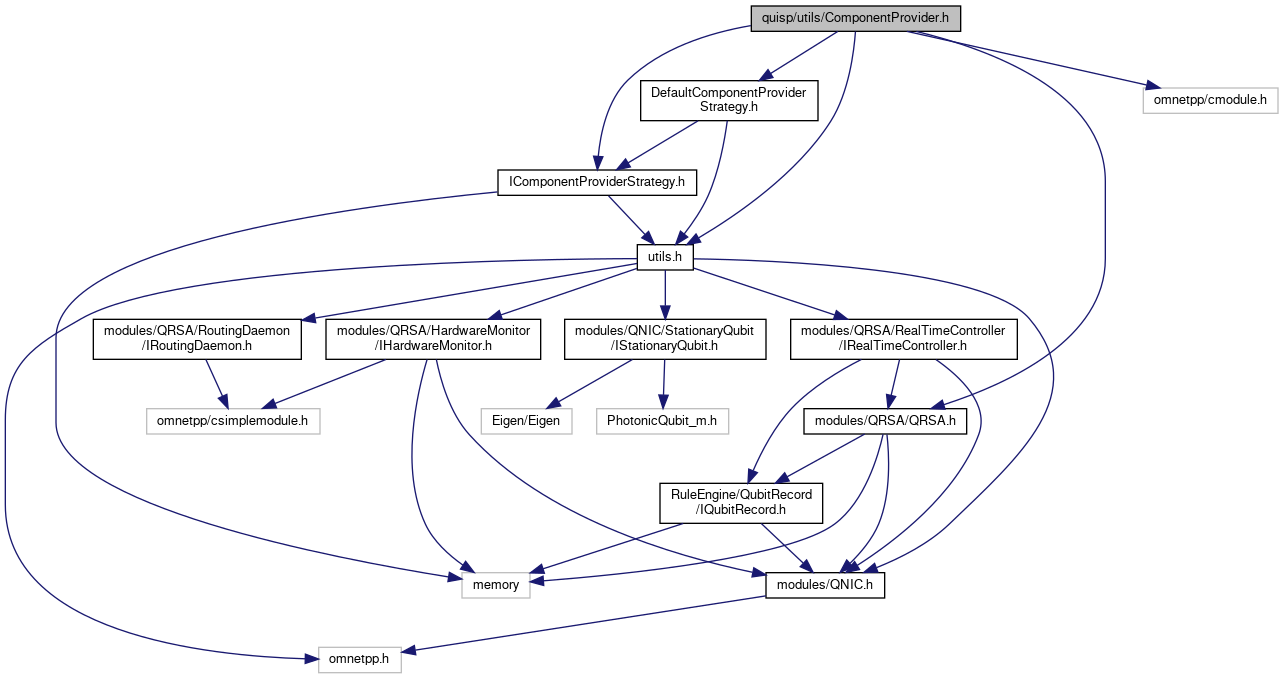 quisp/utils/ComponentProvider.h
DefaultComponentProvider
Strategy.h
omnetpp/cmodule.h
IComponentProviderStrategy.h
utils.h
modules/QRSA/RoutingDaemon
/IRoutingDaemon.h
modules/QRSA/HardwareMonitor
/IHardwareMonitor.h
modules/QNIC/StationaryQubit
/IStationaryQubit.h
modules/QRSA/RealTimeController
/IRealTimeController.h
omnetpp/csimplemodule.h
Eigen/Eigen
PhotonicQubit_m.h
modules/QRSA/QRSA.h
RuleEngine/QubitRecord
/IQubitRecord.h
memory
modules/QNIC.h
omnetpp.h